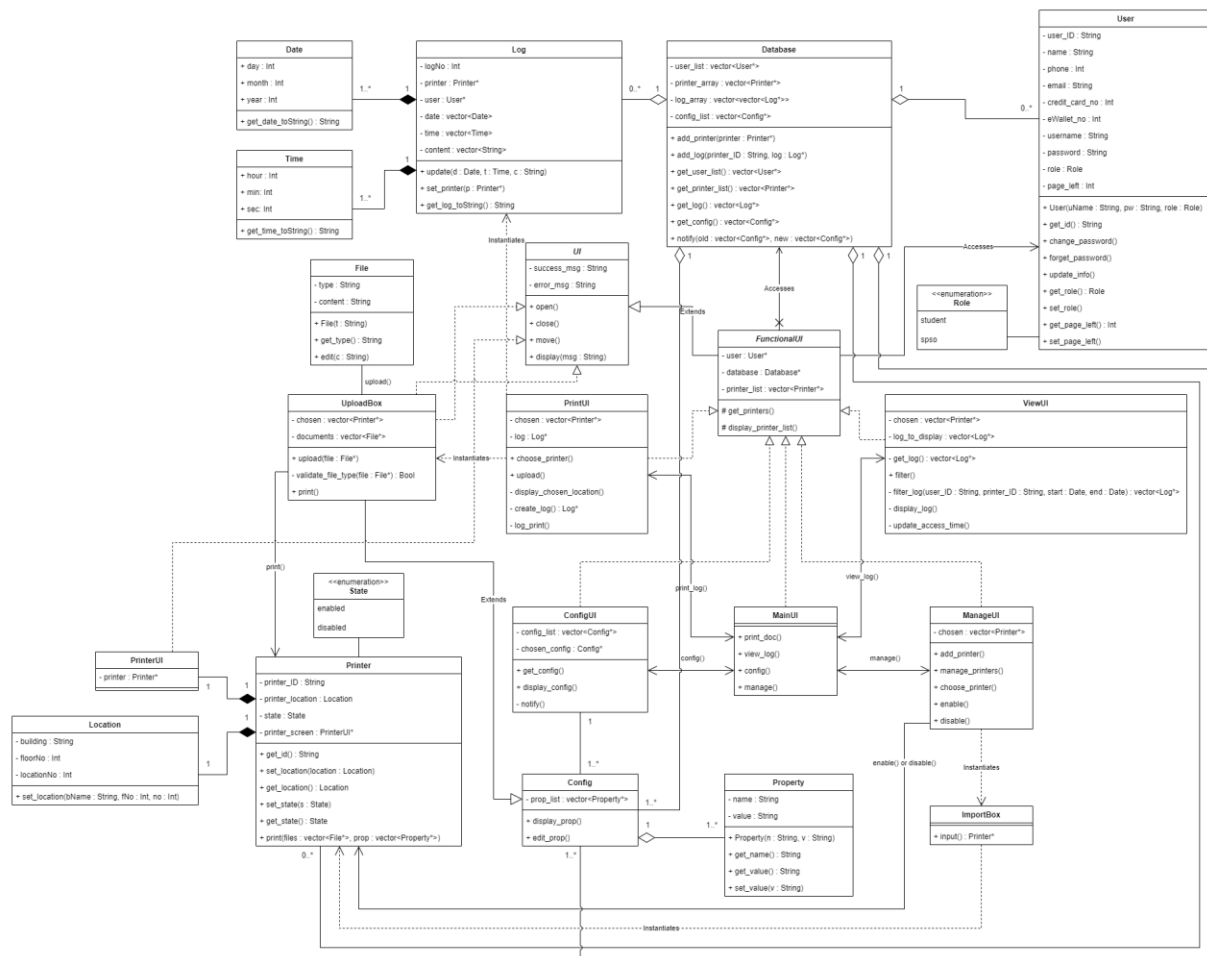 Date
+ day : Int
+ month : Int
+ year : Int
+ get_date_toString() : String
1..*
1
Log
- logNo : Int
- printer : Printer*
- user : User*
- date : vector<Date>
- time : vector<Time>
- content : vector<String>
+ update(d : Date, t : Time, c : String)
+ set_printer(p : Printer*)
+ get_log_toString() : String
0..*
1
Database
- user_list : vector<User*>
- printer_array : vector<Printer*>
- log_array : vector<vector<Log*>>
- config_list : vector<Config*>
+ add_printer(printer : Printer*)
+ add_log(printer_ID : String, log : Log*)
+ get_user_list() : vector<User*>
+ get_printer_list() : vector<Printer*>
+ get_log() : vector<Log*>
+ get_config() : vector<Config*>
+ notify(old : vector<Config*>, new : vector<Config*>)
1
0..*
User
- user_ID : String
- name : String
- phone : Int
- email : String
- credit_card_no : Int
- eWallet_no : Int
- username : String
- password : String
- role : Role
- page_left : Int
+ User(uName : String, pw : String, role : Role)
+ get_id() : String
+ change_password()
+ forget_password()
+ update_info()
+ get_role() : Role
+ set_role()
+ get_page_left() : Int
+ set_page_left()
Time
+ hour : Int
+ min: Int
+ sec: Int
+ get_time_toString() : String
1..*
1
Instantiates
1
1
1
Accesses
Accesses
UI
- success_msg : String
- error_msg : String
+ open()
+ close()
+ move()
+ display(msg : String)
Extends
File
- type : String
- content : String
+ File(t : String)
+ get_type() : String
+ edit(c : String)
upload()
<<enumeration>>
Role
student
spso
FunctionalUI
- user : User*
- database : Database*
- printer_list : vector<Printer*>
# get_printers()
# display_printer_list()
UploadBox
- chosen : vector<Printer*>
- documents : vector<File*>
+ upload(file : File*)
- validate_file_type(file : File*) : Bool
+ print()
Instantiates
PrintUI
- chosen : vector<Printer*>
- log : Log*
+ choose_printer()
+ upload()
- display_chosen_location()
- create_log() : Log*
- log_print()
ViewUI
- chosen : vector<Printer*>
- log_to_display : vector<Log*>
- get_log() : vector<Log*>
+ filter()
- filter_log(user_ID : String, printer_ID : String, start : Date, end : Date) : vector<Log*>
- display_log()
- update_access_time()
print()
<<enumeration>>
State
enabled
disabled
Extends
print_log()
view_log()
ConfigUI
- config_list : vector<Config*>
- chosen_config : Config*
+ get_config()
+ display_config()
- notify()
config()
MainUI
+ print_doc()
+ view_log()
+ config()
+ manage()
manage()
ManageUI
- chosen : vector<Printer*>
+ add_printer()
+ manage_printers()
+ choose_printer()
+ enable()
+ disable()
PrinterUI
- printer : Printer*
1
1
Printer
- printer_ID : String
- printer_location : Location
- state : State
- printer_screen : PrinterUI*
+ get_id() : String
+ set_location(location : Location)
+ get_location() : Location
+ set_state(s : State)
+ get_state() : State
+ print(files : vector<File*>, prop : vector<Property*>)
0..*
Location
- building : String
- floorNo : Int
- locationNo : Int
+ set_location(bName : String, fNo : Int, no : Int)
1
1
1
1..*
Config
- prop_list : vector<Property*>
+ display_prop()
+ edit_prop()
1..*
1
1..*
1..*
Property
- name : String
- value : String
+ Property(n : String, v : String)
+ get_name() : String
+ get_value() : String
+ set_value(v : String)
enable() or disable()
Instantiates
ImportBox
+ input() : Printer*
Instantiates